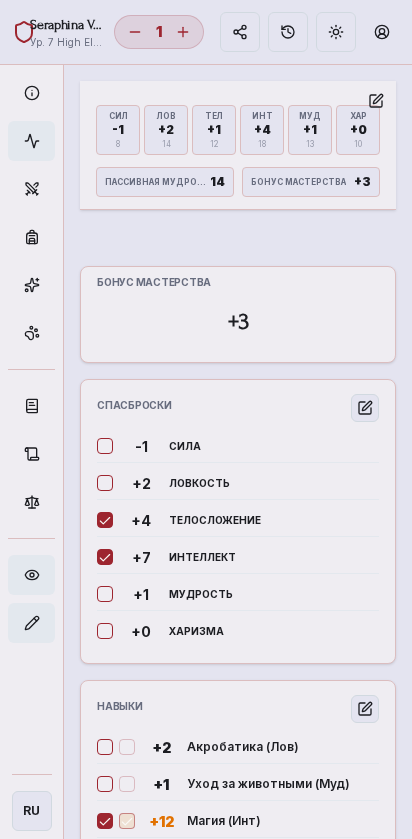 Seraphina V...
Ур. 7 High El...
1
СИЛ ЛОВ ТЕЛ ИНТ МУД ХАР
-1 +2 +1 +4 +1 +0
8 14 12 18 13 10
ПАССИВНАЯ МУДРО... 14 БОНУС МАСТЕРСТВА +3
БОНУС МАСТЕРСТВА
+3
СПАСБРОСКИ
-1 СИЛА
+2 ЛОВКОСТЬ
+4 ТЕЛОСЛОЖЕНИЕ
+7 ИНТЕЛЛЕКТ
+1 МУДРОСТЬ
+0 ХАРИЗМА
НАВЫКИ
+2 Акробатика (Лов)
+1 Уход за животными (Муд)
+12 Магия (Инт)
RU